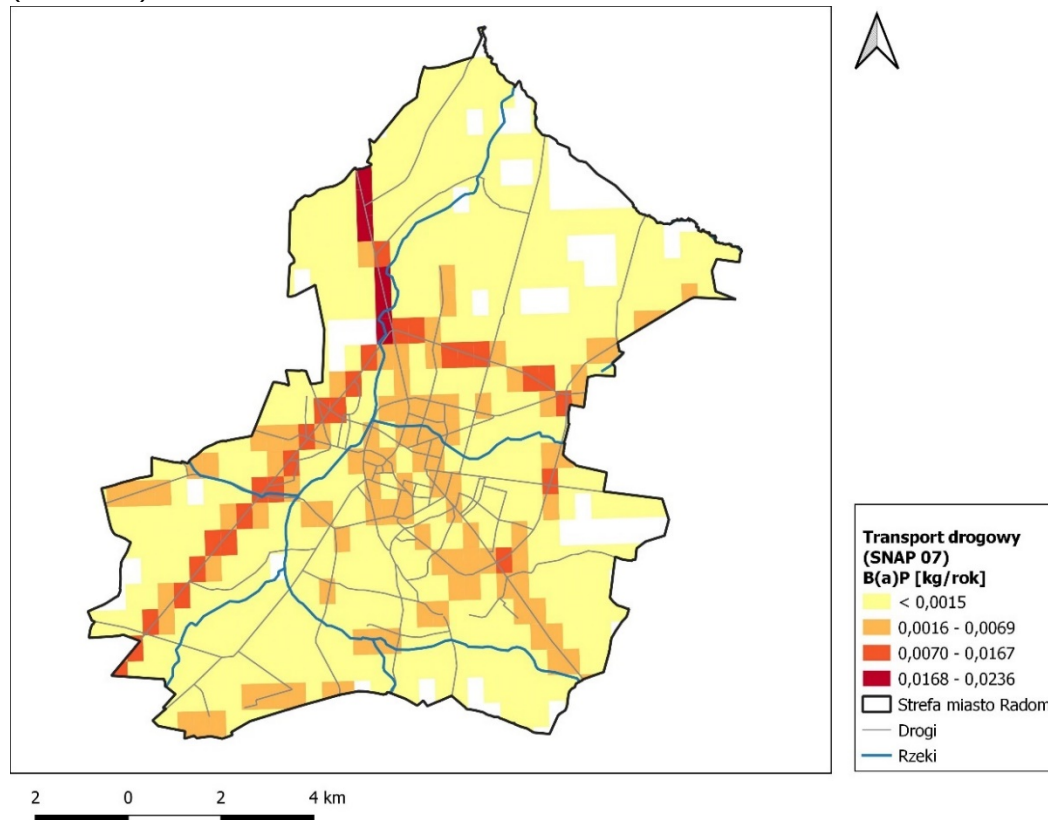 Transport drogowy
(SNAP 07)
B(a)P [kg/rok]
< 0,0015
0,0016 - 0,0069
0,0070 - 0,0167
0,0168 - 0,0236
Strefa miasto Radom
Drogi
Rzeki
2 0 2 4 km